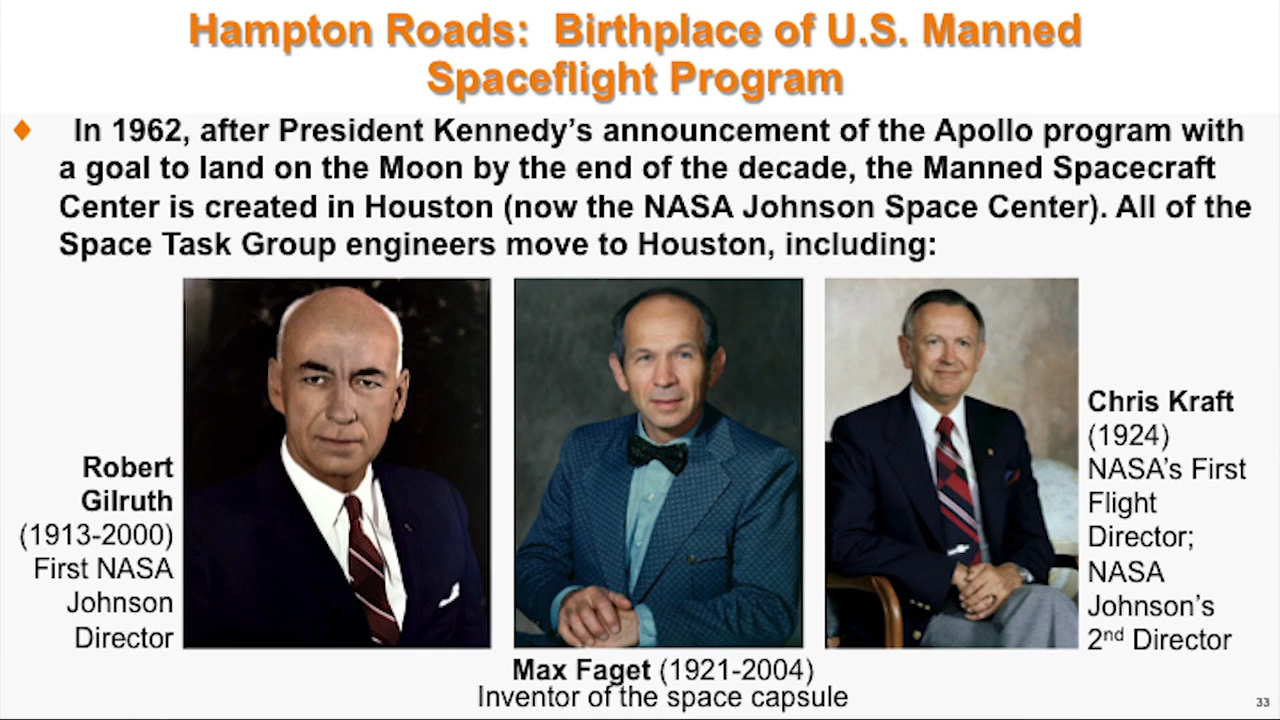 Hampton Roads: Birthplace of U.S. Manned
Spaceflight Program
In 1962, after President Kennedy's announcement of the Apollo program with
a goal to land on the Moon by the end of the decade, the Manned Spacecraft
Center is created in Houston (now the NASA Johnson Space Center). All of the
Space Task Group engineers move to Houston, including:
Robert
Gilruth
(1913-2000)
First NASA
Johnson
Director
Max Faget (1921-2004)
Inventor of the space capsule
Chris Kraft
(1924)
NASA's First
Flight
Director;
NASA
Johnson's
2nd Director
33